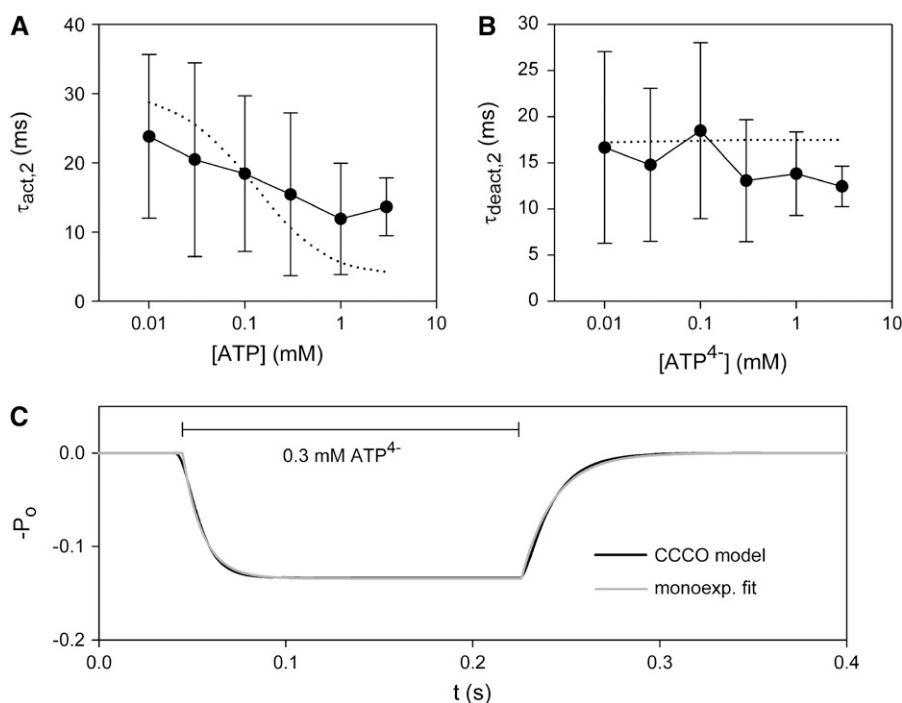 A
τact,2 (ms)
40
30
20
10
0
0.01 0.1 1 10
[ATP] (mM)
B
τdeact,2 (ms)
30
25
20
15
10
5
0
0.01 0.1 1 10
[ATP4-] (mM)
C
-Po
0.0
-0.1
-0.2
0.3 mM ATP4-
CCCO model
monoexp. fit
0.0 0.1 0.2 0.3 0.4
t (s)